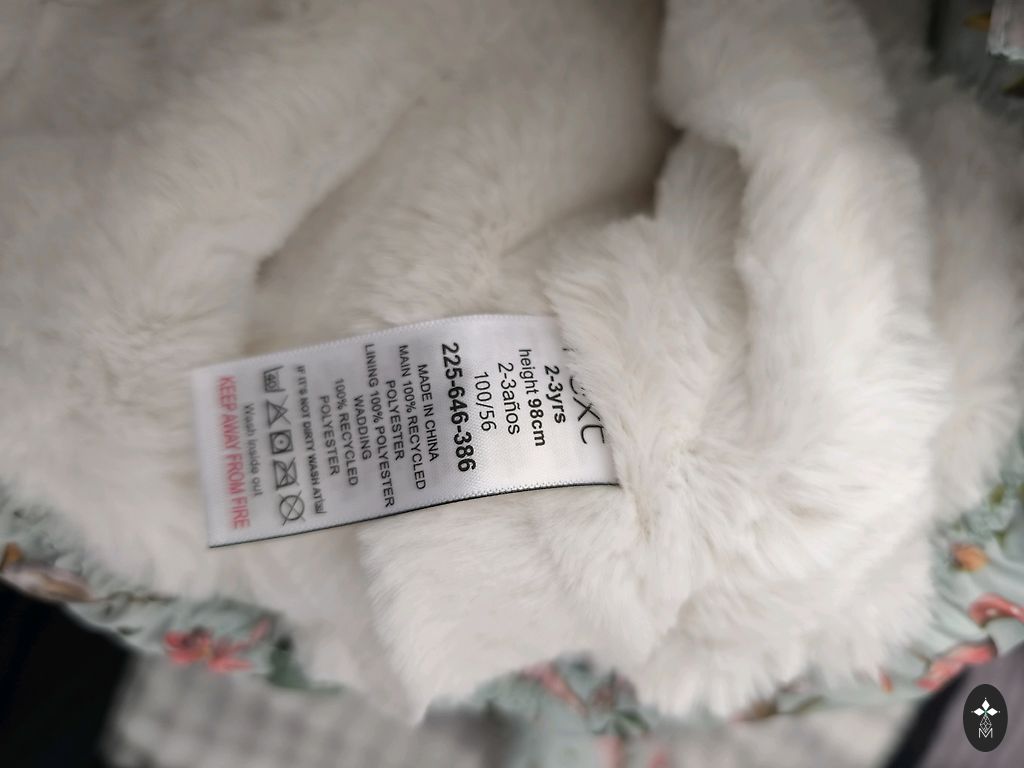 2-3yrs
height 98cm
2-3años
100/56
225-646-386
MADE IN CHINA
MAIN 100% RECYCLED
POLYESTER
LINING 100% POLYESTER
WADDING
100% RECYCLED
POLYESTER
IF IT'S NOT DIRTY WASH AT
Wash inside out
KEEP AWAY FROM FIRE
M